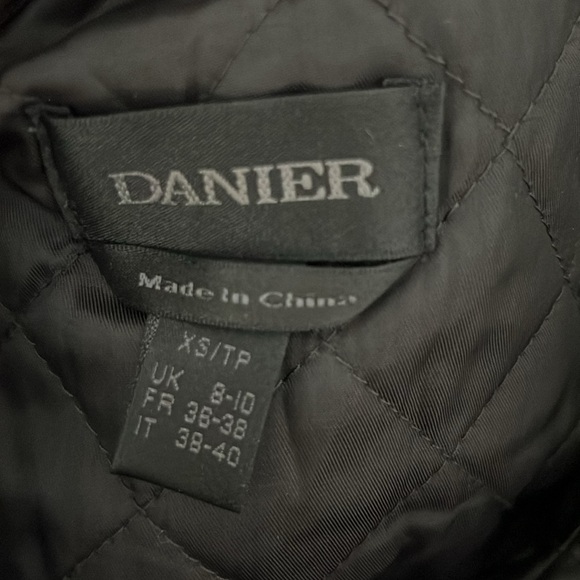 DANIER
Made in China
XS/TP
UK 8-10
FR 36-38
IT 38-40